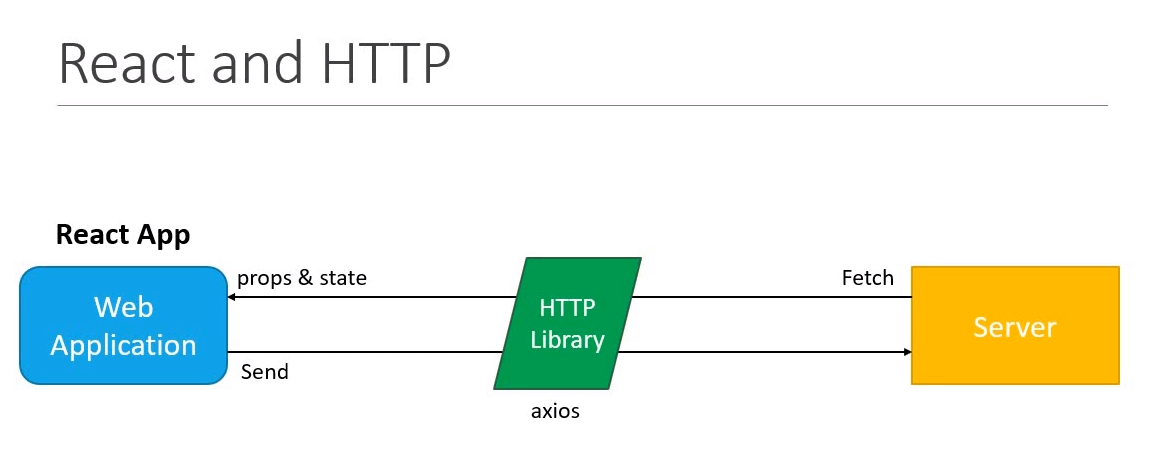 React and HTTP
React App
props & state
Fetch
Web
Application
HTTP
Library
Server
Send
axios